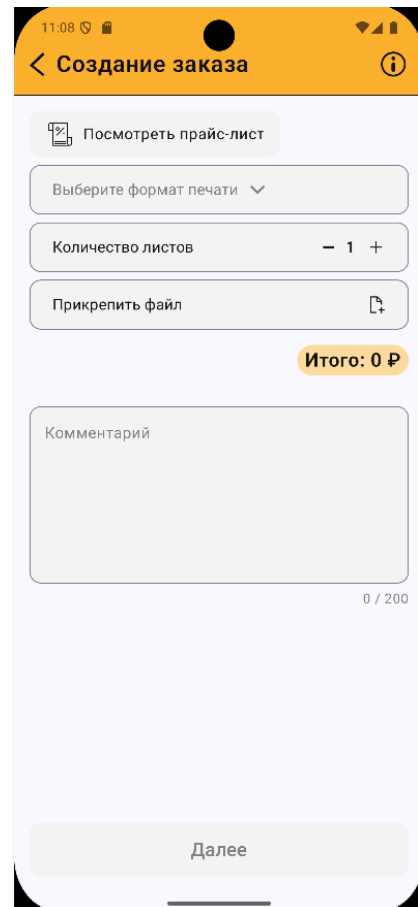 11:08
Создание заказа
Посмотреть прайс-лист
Выберите формат печати
Количество листов – 1 +
Прикрепить файл
Итого: 0 ₽
Комментарий
0 / 200
Далее